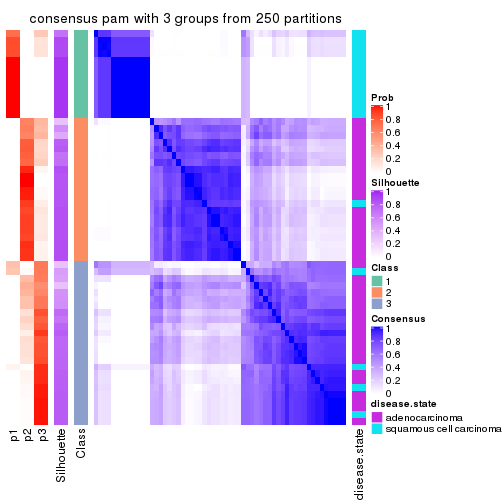 consensus pam with 3 groups from 250 partitions
Prob
1
0.8
0.6
0.4
0.2
0
Silhouette
1
0.8
0.6
0.4
0.2
0
Class
1
2
3
Consensus
1
0.8
0.6
0.4
0.2
0
disease.state
adenocarcinoma
squamous cell carcinoma
p1
p2
p3
Silhouette
Class
disease.state